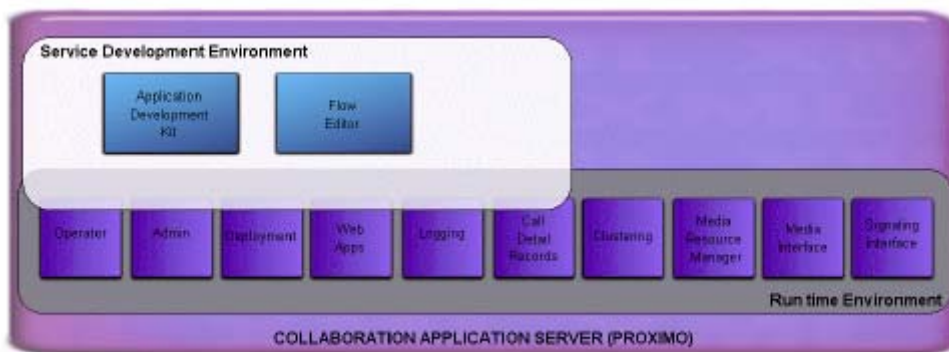 Service Development Environment
Application
Development
Kit
Flow
Editor
Operator
Admin
Deployment
Web
Apps
Logging
Call
Detail
Records
Clustering
Media
Resource
Manager
Media
Interface
Signaling
Interface
Run time Environment
COLLABORATION APPLICATION SERVER (PROXIMO)